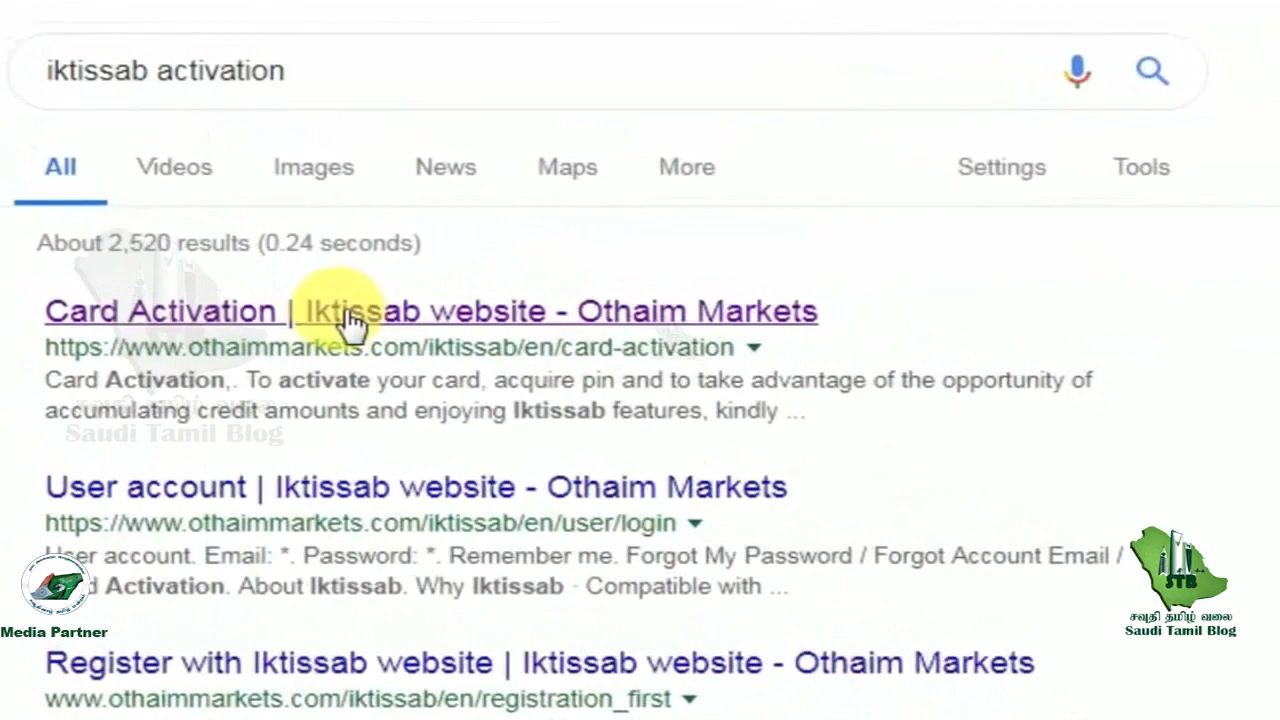 iktissab activation
All Videos Images News Maps More Settings Tools
About 2,520 results (0.24 seconds)
Card Activation | Iktissab website - Othaim Markets
https://www.othaimmarkets.com/iktissab/en/card-activation
Card Activation,. To activate your card, acquire pin and to take advantage of the opportunity of
accumulating credit amounts and enjoying Iktissab features, kindly ...
சவுதி தமிழ் வலை
Saudi Tamil Blog
User account | Iktissab website - Othaim Markets
https://www.othaimmarkets.com/iktissab/en/user/login
User account. Email: *. Password: *. Remember me. Forgot My Password / Forgot Account Email /
Activation. About Iktissab. Why Iktissab · Compatible with ...
Media Partner
STB
சவுதி தமிழ் வலை
Saudi Tamil Blog
Register with Iktissab website | Iktissab website - Othaim Markets
www.othaimmarkets.com/iktissab/en/registration_first